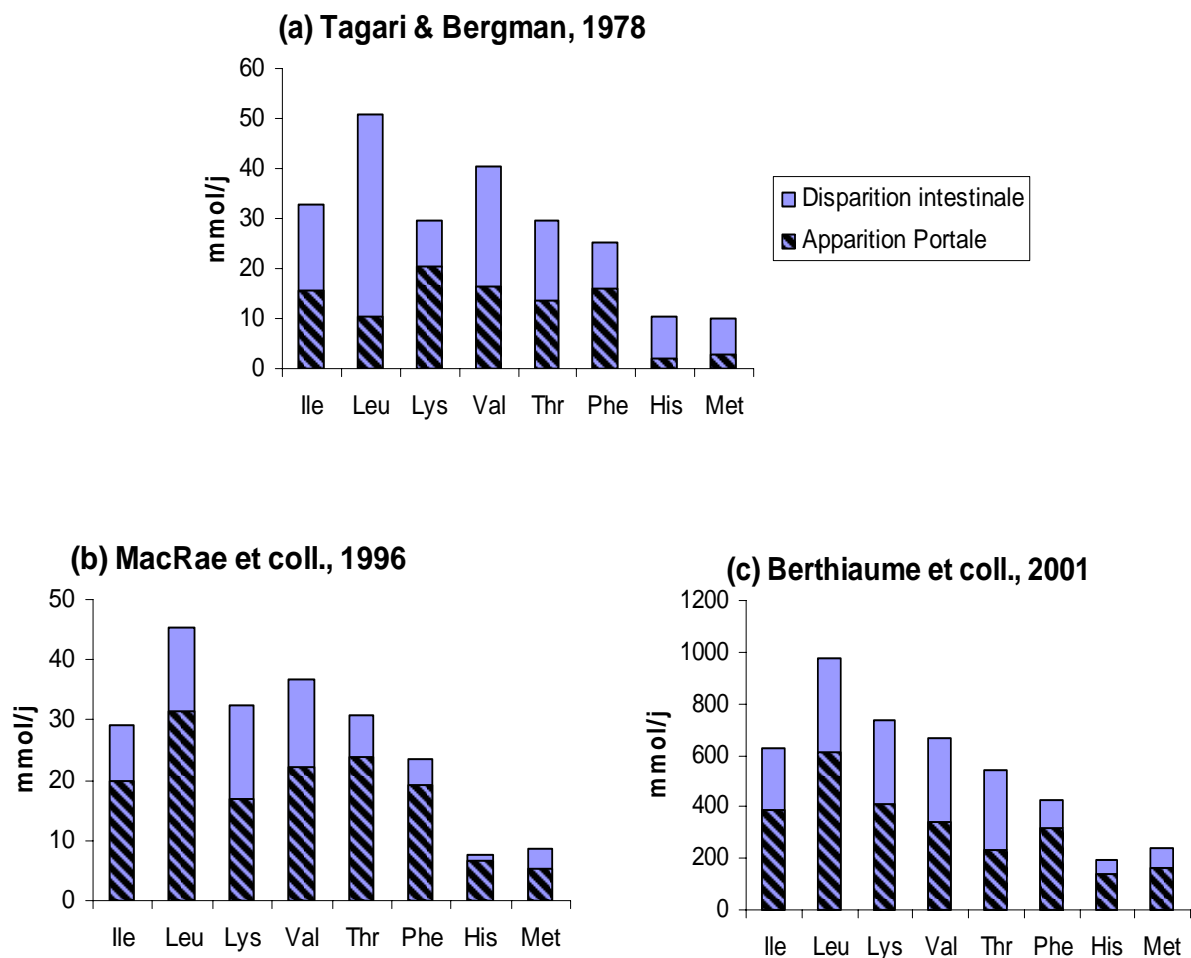 (a) Tagari & Bergman, 1978
60
50
40
30
20
10
0
mmol/j
Ile Leu Lys Val Thr Phe His Met
Disparition intestinale
Apparition Portale
(b) MacRae et coll., 1996
50
40
30
20
10
0
mmol/j
Ile Leu Lys Val Thr Phe His Met
(c) Berthiaume et coll., 2001
1200
1000
800
600
400
200
0
mmol/j
Ile Leu Lys Val Thr Phe His Met